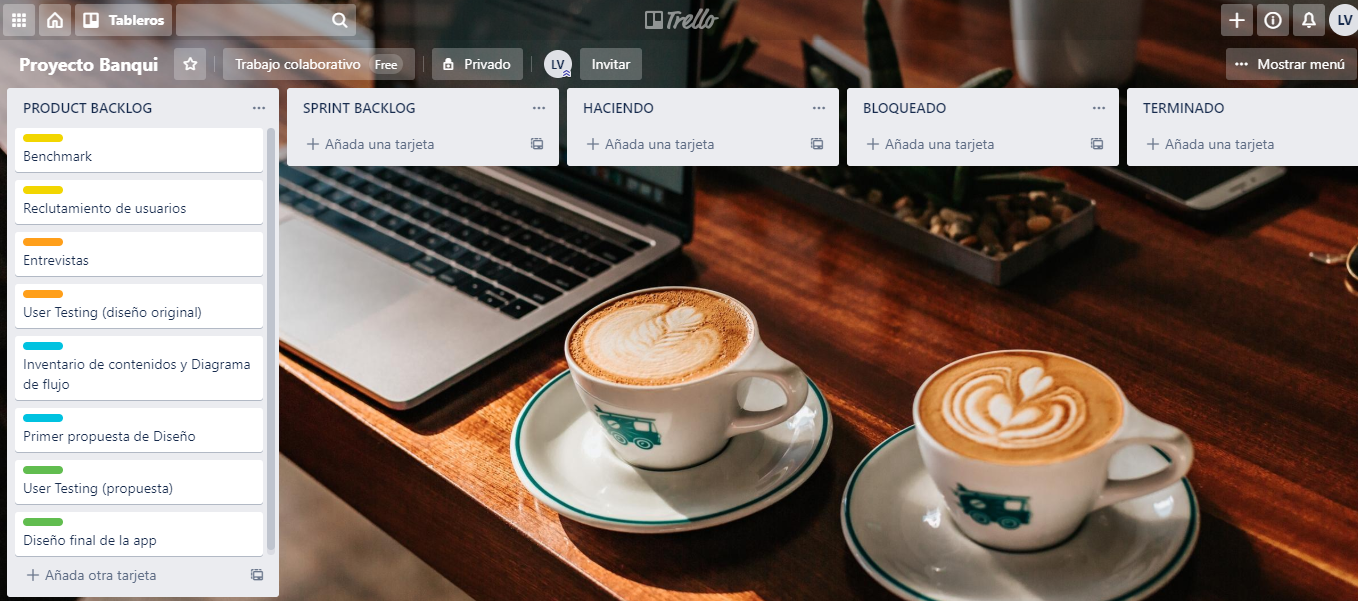 Tableros
Trello
LV
Proyecto Banqui
Trabajo colaborativo Free
Privado
LV
Invitar
Mostrar menú
PRODUCT BACKLOG
Benchmark
Reclutamiento de usuarios
Entrevistas
User Testing (diseño original)
Inventario de contenidos y Diagrama
de flujo
Primer propuesta de Diseño
User Testing (propuesta)
Diseño final de la app
Añada otra tarjeta
SPRINT BACKLOG
Añada una tarjeta
HACIENDO
Añada una tarjeta
BLOQUEADO
Añada una tarjeta
TERMINADO
Añada una tarjeta